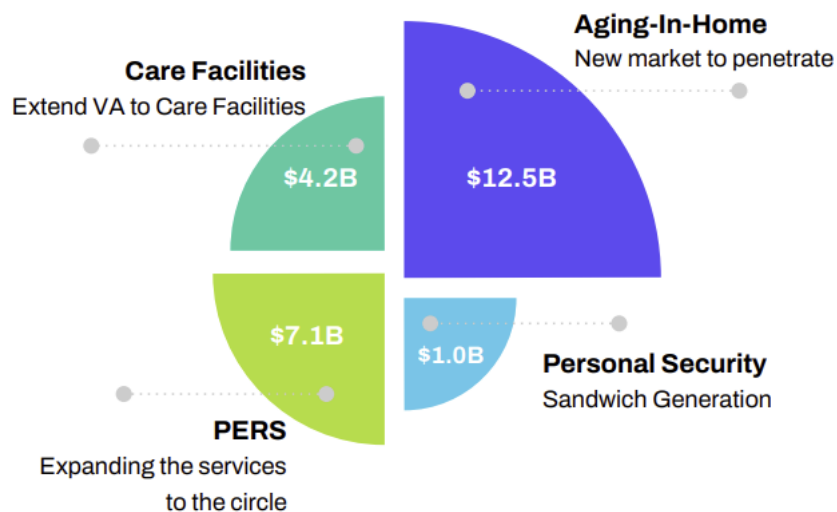 Aging-In-Home
New market to penetrate
Care Facilities
Extend VA to Care Facilities
$4.2B
$12.5B
$7.1B
$1.0B
Personal Security
Sandwich Generation
PERS
Expanding the services
to the circle